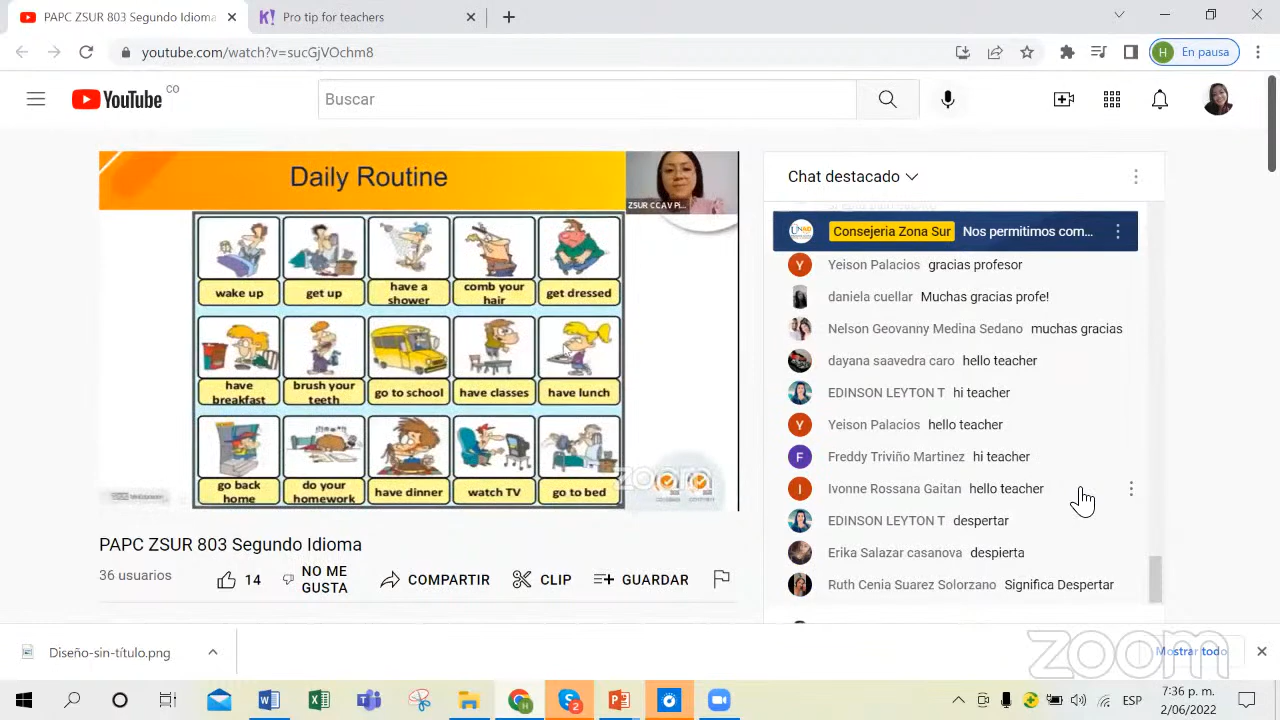 PAPC ZSUR 803 Segundo Idioma
Pro tip for teachers
youtube.com/watch?v=sucGjVOchm8
En pausa
YouTube CO
Buscar
Daily Routine
ZSUR CCAV Pi...
wake up
get up
have a shower
comb your hair
get dressed
have breakfast
brush your teeth
go to school
have classes
have lunch
go back home
do your homework
have dinner
watch TV
go to bed
zoom
PAPC ZSUR 803 Segundo Idioma
36 usuarios
14
NO ME GUSTA
COMPARTIR
CLIP
GUARDAR
Chat destacado
Consejeria Zona Sur Nos permitimos com...
Yeison Palacios gracias profesor
daniela cuellar Muchas gracias profe!
Nelson Geovanny Medina Sedano muchas gracias
dayana saavedra caro hello teacher
EDINSON LEYTON T hi teacher
Yeison Palacios hello teacher
Freddy Triviño Martinez hi teacher
Ivonne Rossana Gaitan hello teacher
EDINSON LEYTON T despertar
Erika Salazar casanova despierta
Ruth Cenia Suarez Solorzano Significa Despertar
Diseño-sin-título.png
Mostrar todo
zoom
ESP
7:36 p. m.
2/06/2022